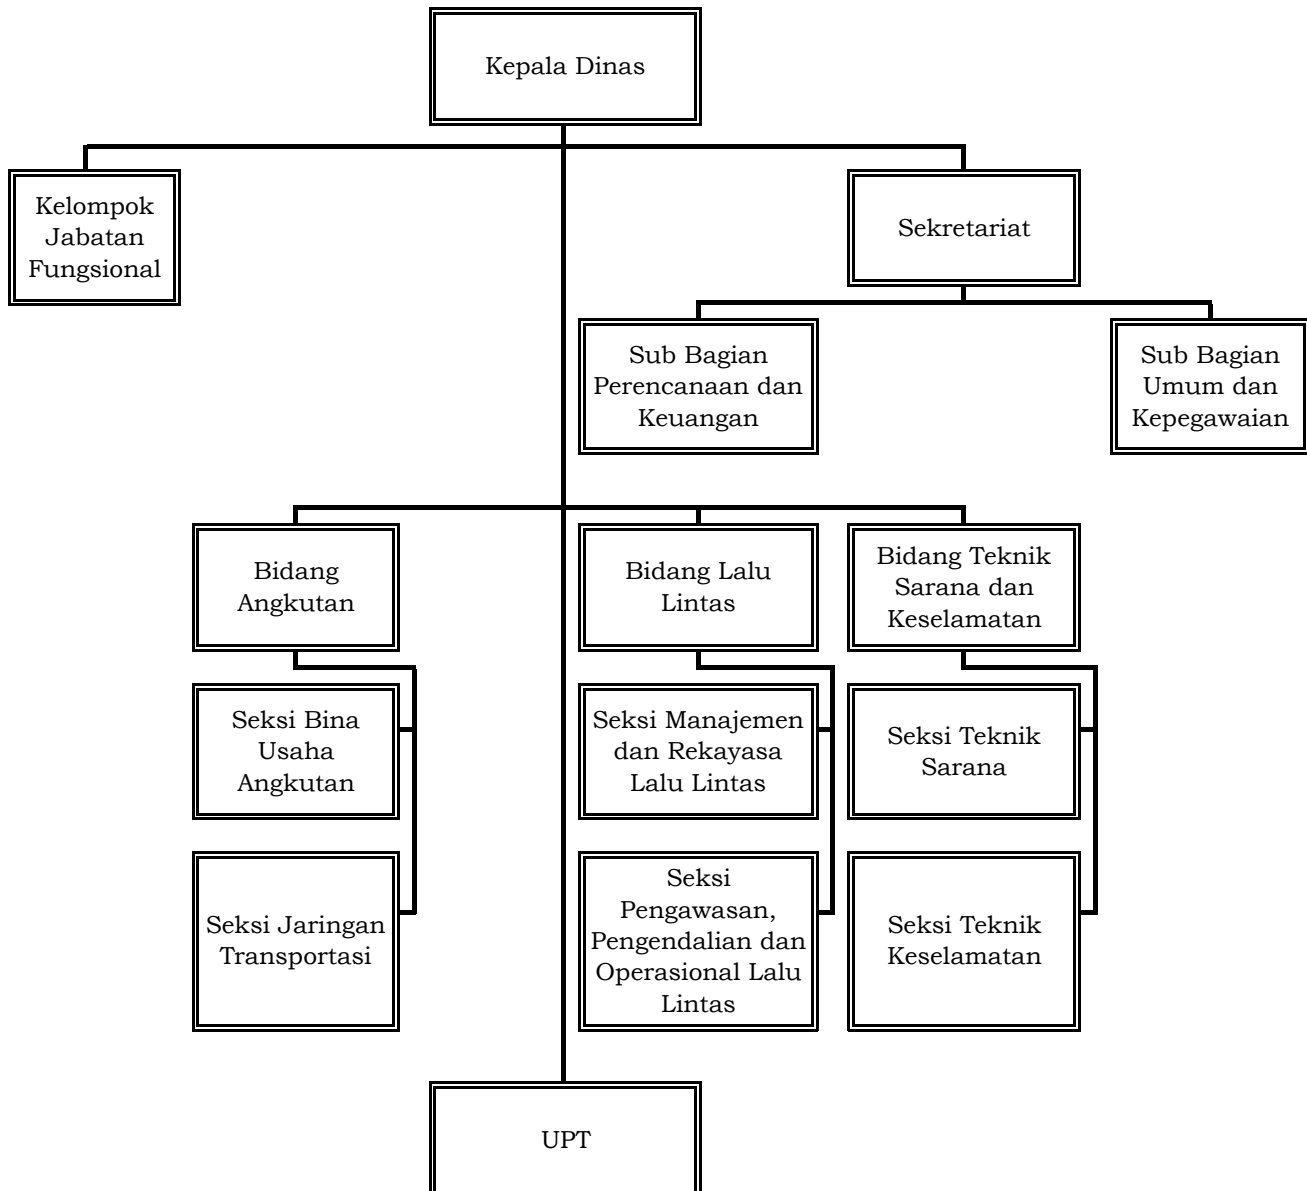 Kepala Dinas
Kelompok
Jabatan
Fungsional
Sekretariat
Sub Bagian
Perencanaan dan
Keuangan
Sub Bagian
Umum dan
Kepegawaian
Bidang
Angkutan
Bidang Lalu
Lintas
Bidang Teknik
Sarana dan
Keselamatan
Seksi Bina
Usaha
Angkutan
Seksi Manajemen
dan Rekayasa
Lalu Lintas
Seksi Teknik
Sarana
Seksi Jaringan
Transportasi
Seksi
Pengawasan,
Pengendalian dan
Operasional Lalu
Lintas
Seksi Teknik
Keselamatan
UPT